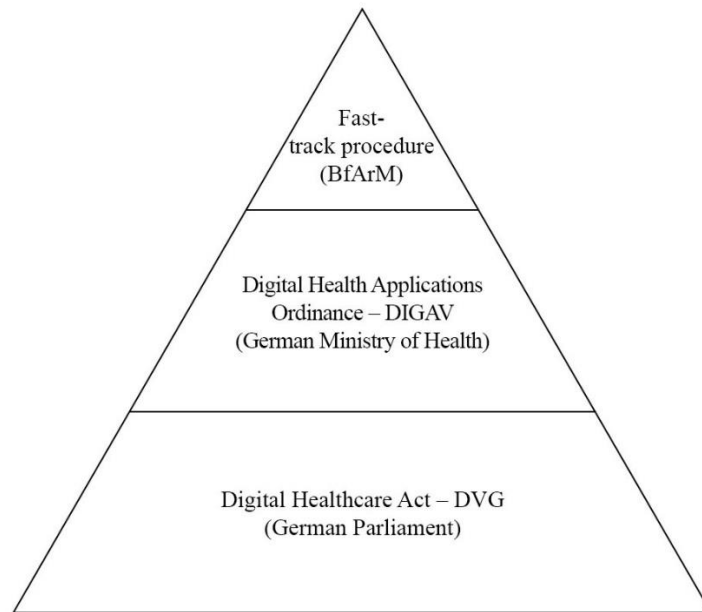 Fast-
track procedure
(BfArM)
Digital Health Applications
Ordinance – DIGAV
(German Ministry of Health)
Digital Healthcare Act – DVG
(German Parliament)